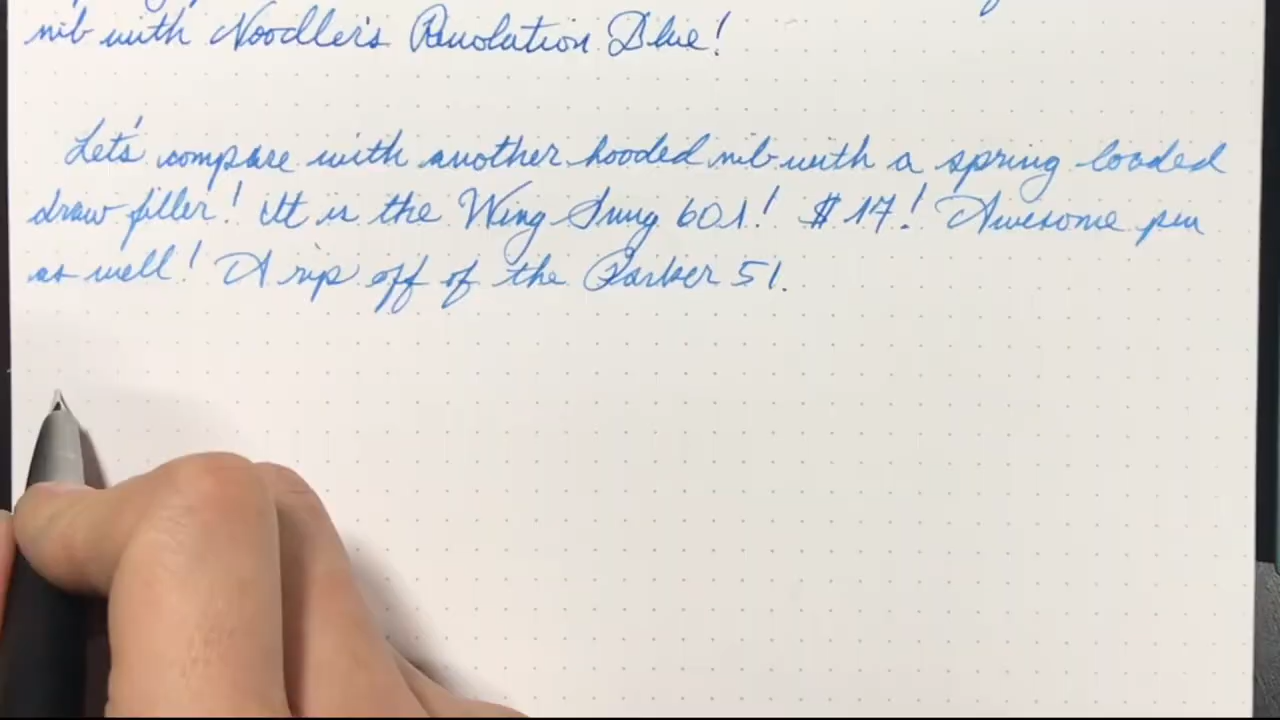 nib with Noodler's Revolution Blue!
Let's compare with another hooded nib with a spring loaded
draw filler! It is the Wing Sung 601! $17! Awesome pen
as well! A rip off of the Parker 51.